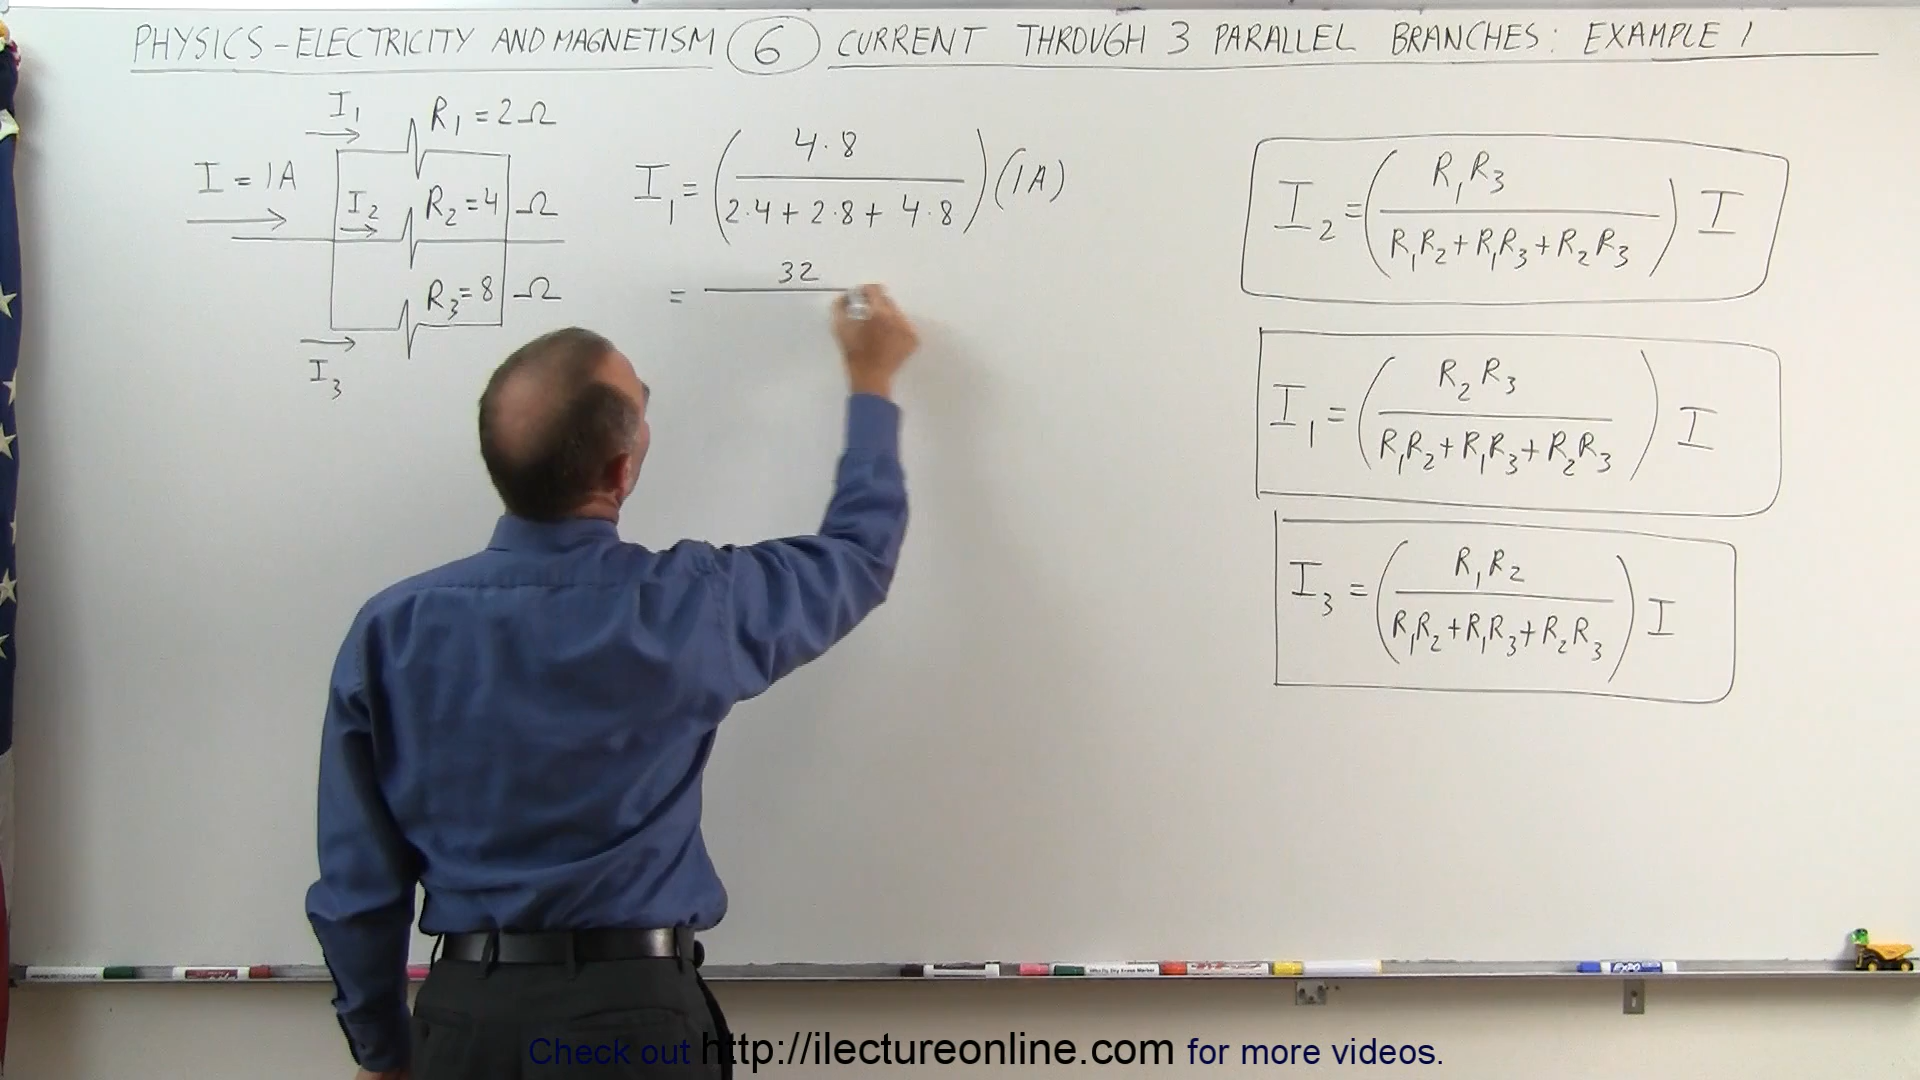 PHYSICS - ELECTRICITY AND MAGNETISM 6 CURRENT THROUGH 3 PARALLEL BRANCHES: EXAMPLE 1
I₁
R₁ = 2Ω
I = 1A
I₂
R₂ = 4 Ω
R₃ = 8 Ω
I₃
I₁ = (4·8 / 2·4 + 2·8 + 4·8)(1A)
= 32
I₂ = (R₁R₃ / R₁R₂ + R₁R₃ + R₂R₃) I
I₁ = (R₂R₃ / R₁R₂ + R₁R₃ + R₂R₃) I
I₃ = (R₁R₂ / R₁R₂ + R₁R₃ + R₂R₃) I
EXPO
Check out http://ilectureonline.com for more videos.